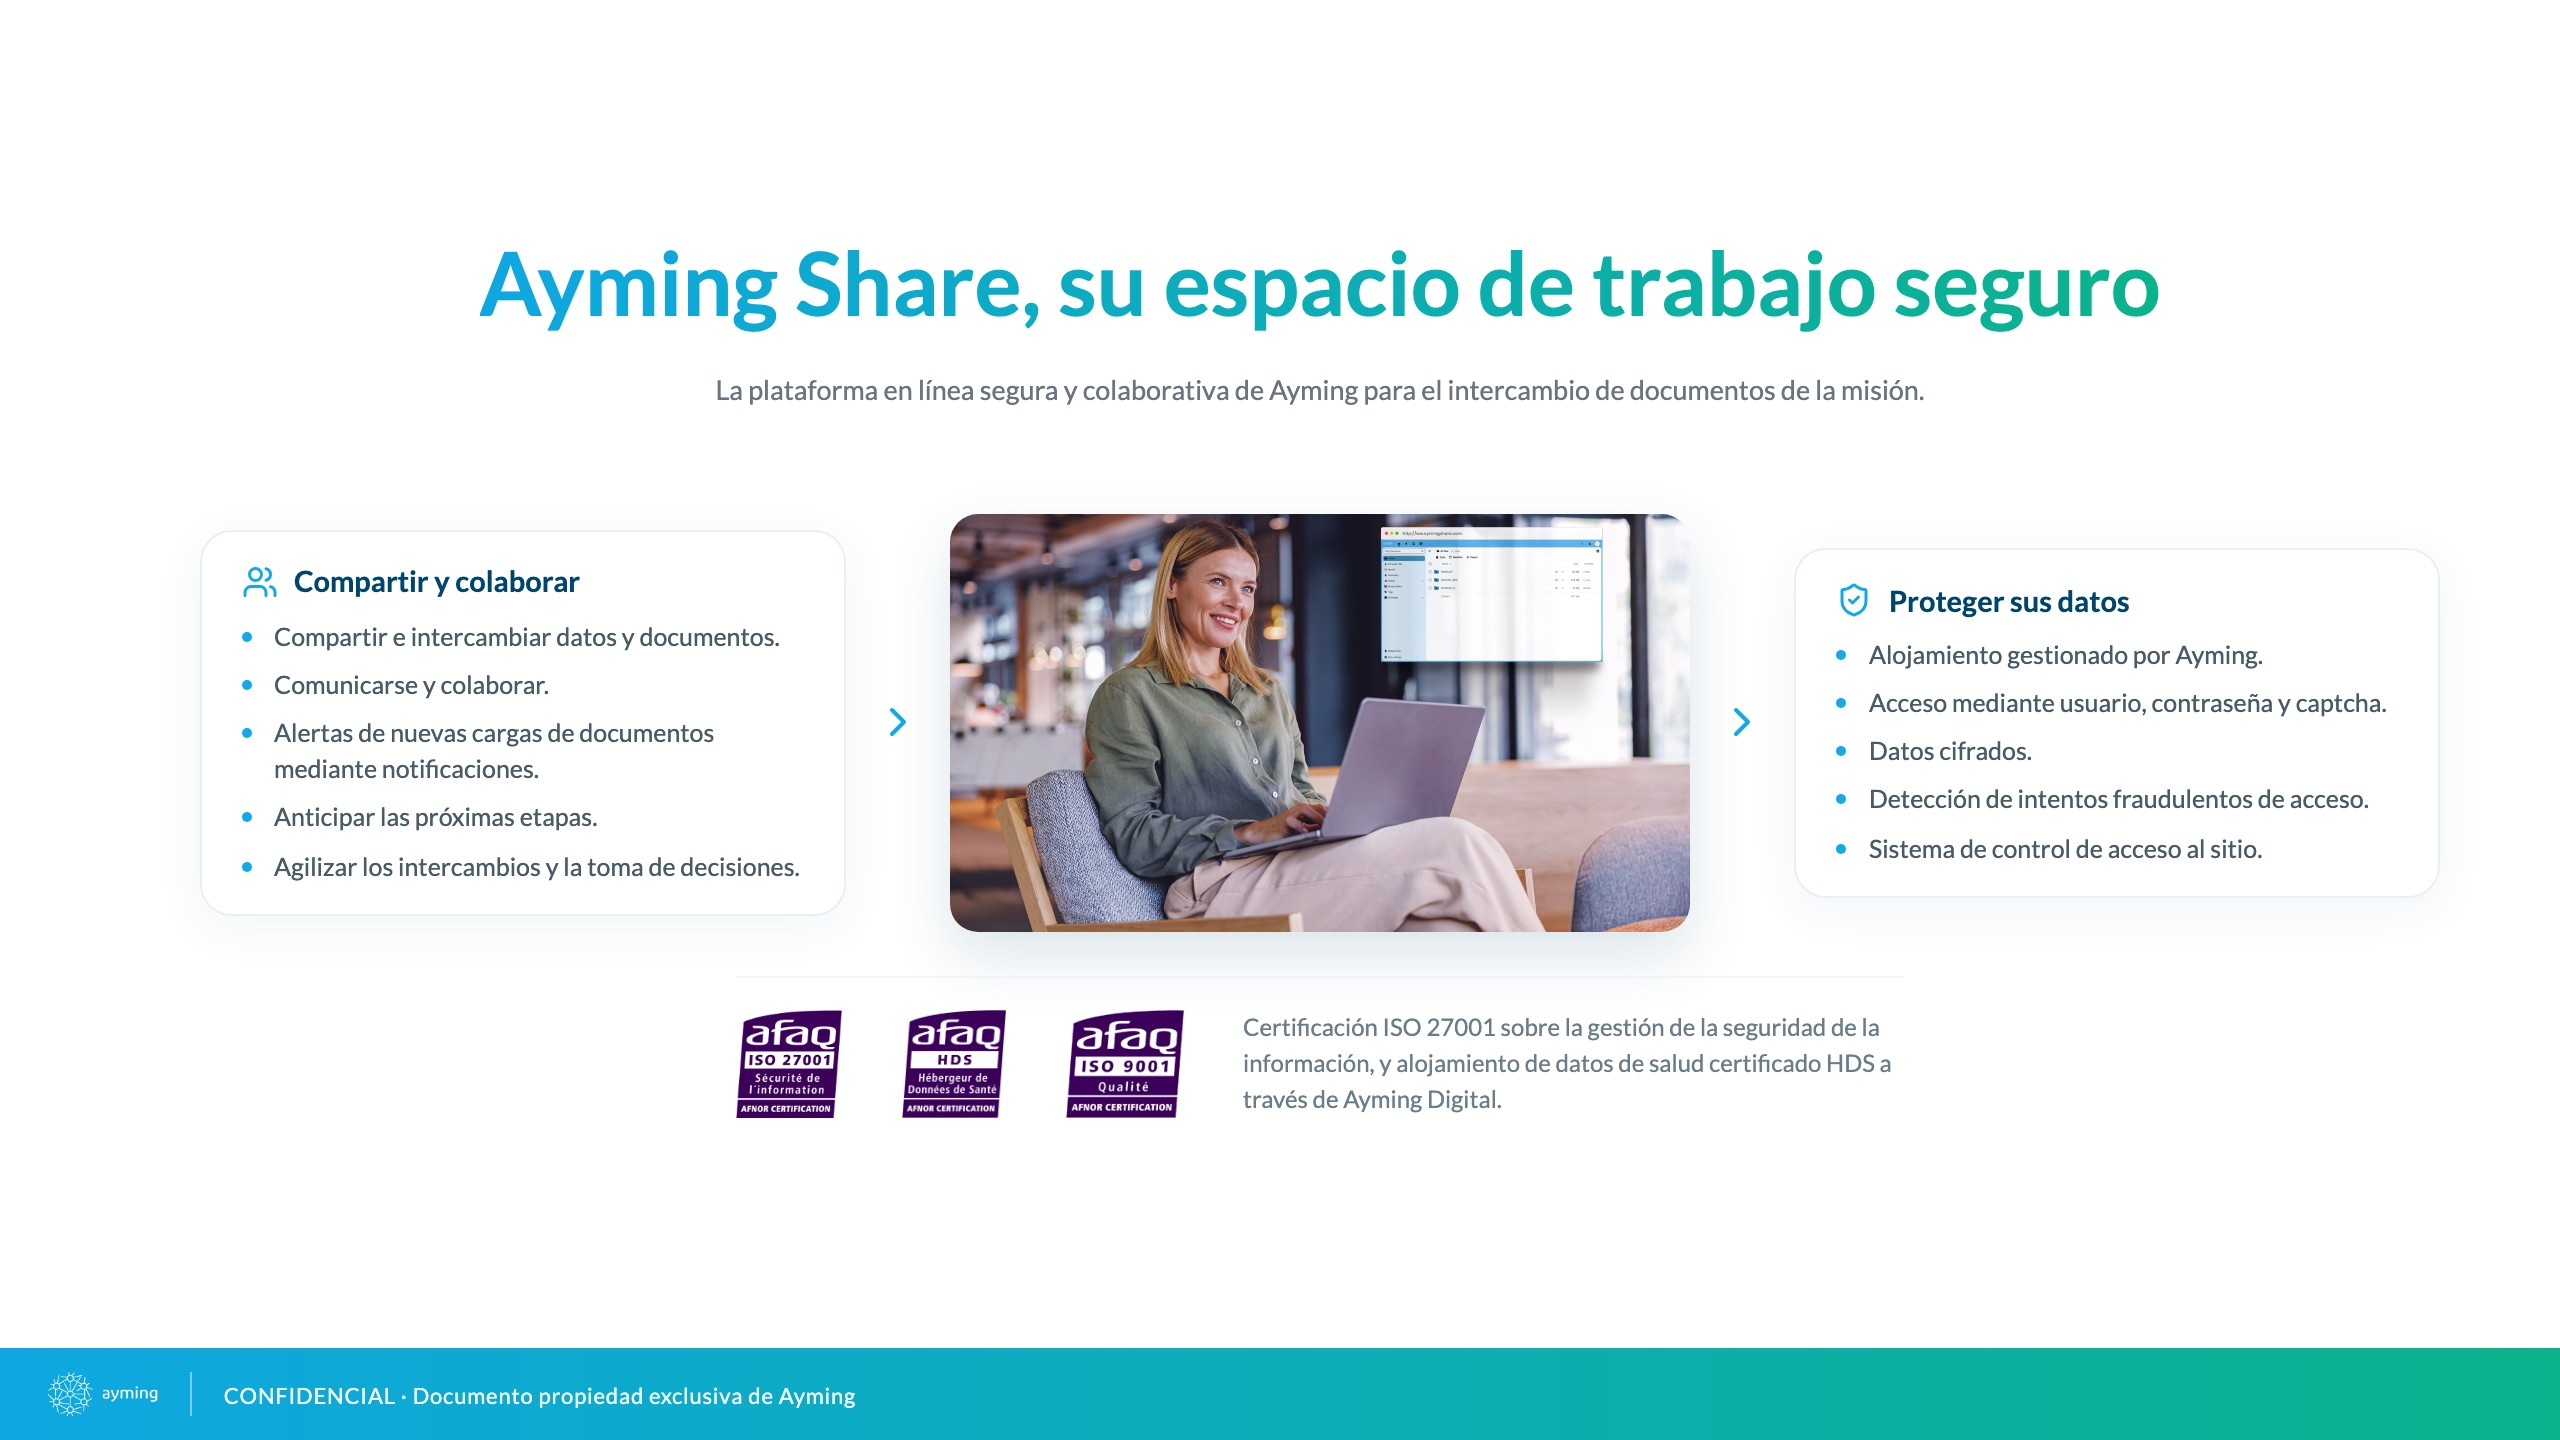 Ayming Share, su espacio de trabajo seguro
La plataforma en línea segura y colaborativa de Ayming para el intercambio de documentos de la misión.
Compartir y colaborar
Compartir e intercambiar datos y documentos.
Comunicarse y colaborar.
Alertas de nuevas cargas de documentos
mediante notificaciones.
Anticipar las próximas etapas.
Agilizar los intercambios y la toma de decisiones.
Proteger sus datos
Alojamiento gestionado por Ayming.
Acceso mediante usuario, contraseña y captcha.
Datos cifrados.
Detección de intentos fraudulentos de acceso.
Sistema de control de acceso al sitio.
afaq
ISO 27001
Sécurité de
l'information
AFNOR CERTIFICATION
afaq
HDS
Hébergeur de
Données de Santé
AFNOR CERTIFICATION
afaq
ISO 9001
Qualité
AFNOR CERTIFICATION
Certificación ISO 27001 sobre la gestión de la seguridad de la
información, y alojamiento de datos de salud certificado HDS a
través de Ayming Digital.
ayming
CONFIDENCIAL · Documento propiedad exclusiva de Ayming